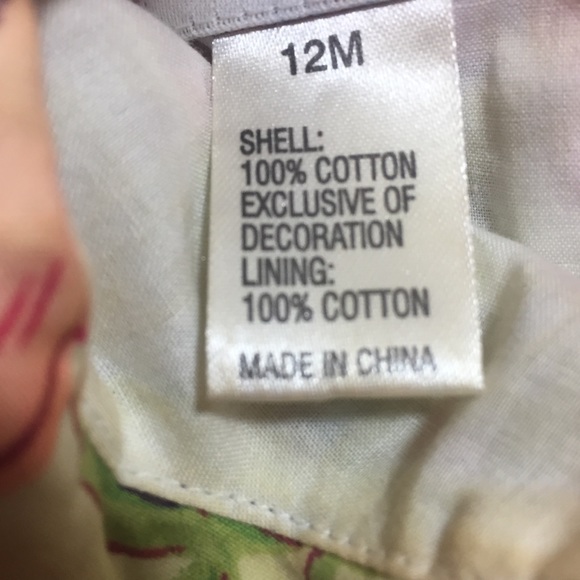 12M
SHELL:
100% COTTON
EXCLUSIVE OF
DECORATION
LINING:
100% COTTON
MADE IN CHINA